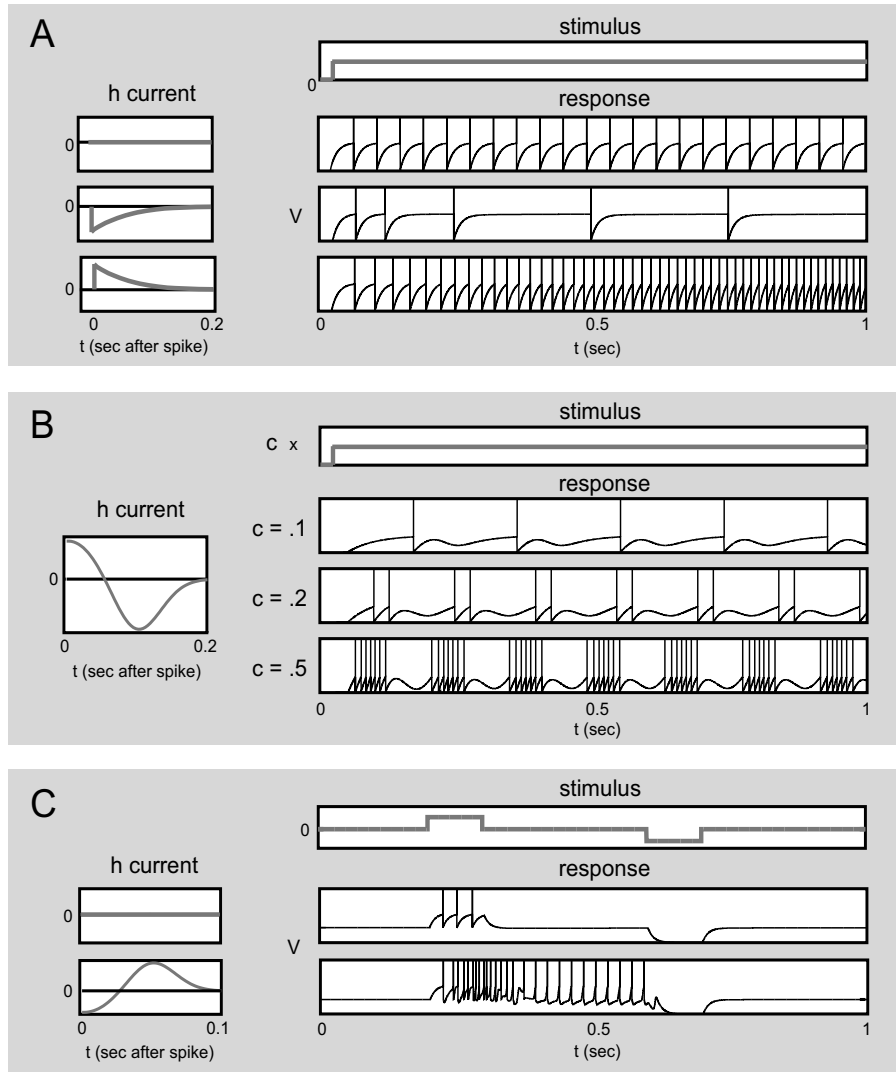 A
stimulus
0
h current
response
0
0
V
0
0
0.2
t (sec after spike)
0
0.5
1
t (sec)
B
stimulus
c x
response
h current
c = .1
0
c = .2
0
0.2
t (sec after spike)
c = .5
0
0.5
1
t (sec)
C
stimulus
0
h current
response
0
V
0
0
0.1
t (sec after spike)
0
0.5
1
t (sec)